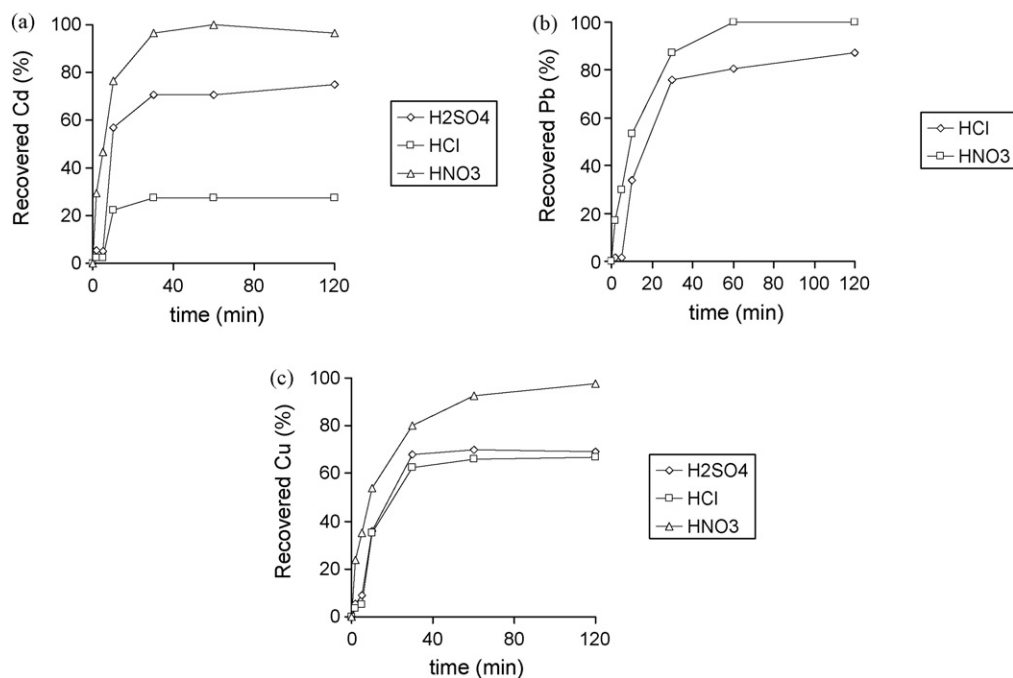 (a)
Recovered Cd (%)
100
80
60
40
20
0
0 40 80 120
time (min)
H2SO4
HCl
HNO3
(b)
Recovered Pb (%)
100
80
60
40
20
0
0 20 40 60 80 100 120
time (min)
HCl
HNO3
(c)
Recovered Cu (%)
100
80
60
40
20
0
0 40 80 120
time (min)
H2SO4
HCl
HNO3